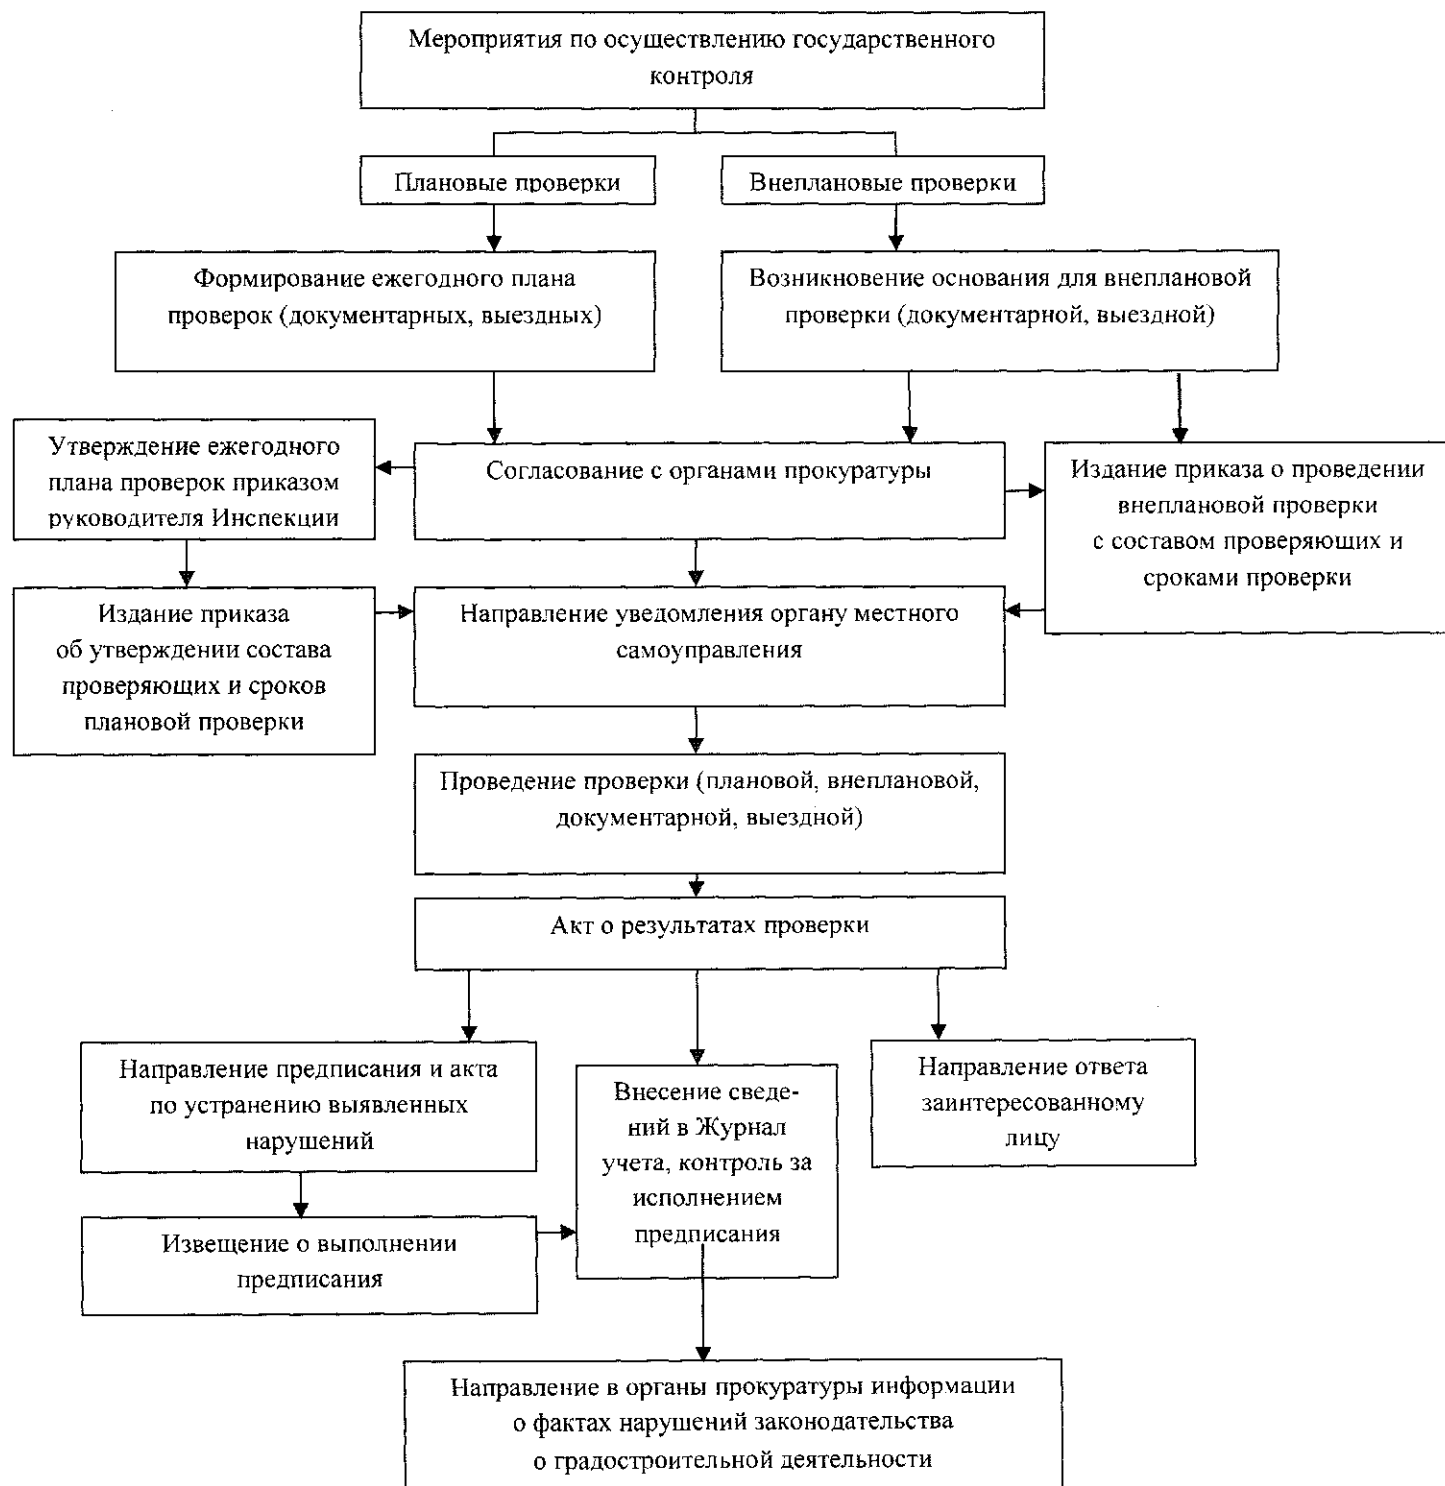 Мероприятия по осуществлению государственного
контроля
Плановые проверки
Внеплановые проверки
Формирование ежегодного плана
проверок (документарных, выездных)
Возникновение основания для внеплановой
проверки (документарной, выездной)
Утверждение ежегодного
плана проверок приказом
руководителя Инспекции
Согласование с органами прокуратуры
Издание приказа о проведении
внеплановой проверки
с составом проверяющих и
сроками проверки
Издание приказа
об утверждении состава
проверяющих и сроков
плановой проверки
Направление уведомления органу местного
самоуправления
Проведение проверки (плановой, внеплановой,
документарной, выездной)
Акт о результатах проверки
Направление предписания и акта
по устранению выявленных
нарушений
Внесение сведе-
ний в Журнал
учета, контроль за
исполнением
предписания
Направление ответа
заинтересованному
лицу
Извещение о выполнении
предписания
Направление в органы прокуратуры информации
о фактах нарушений законодательства
о градостроительной деятельности